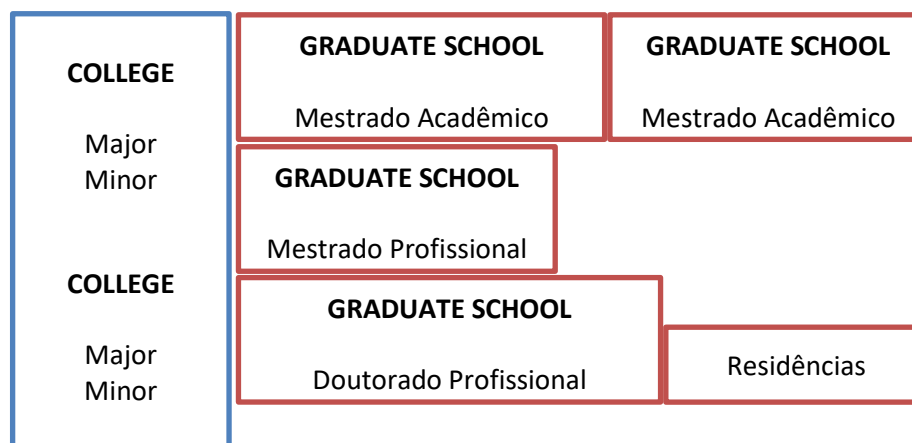 COLLEGE
Major
Minor
COLLEGE
Major
Minor
GRADUATE SCHOOL
Mestrado Acadêmico
GRADUATE SCHOOL
Mestrado Acadêmico
GRADUATE SCHOOL
Mestrado Profissional
GRADUATE SCHOOL
Doutorado Profissional
Residências